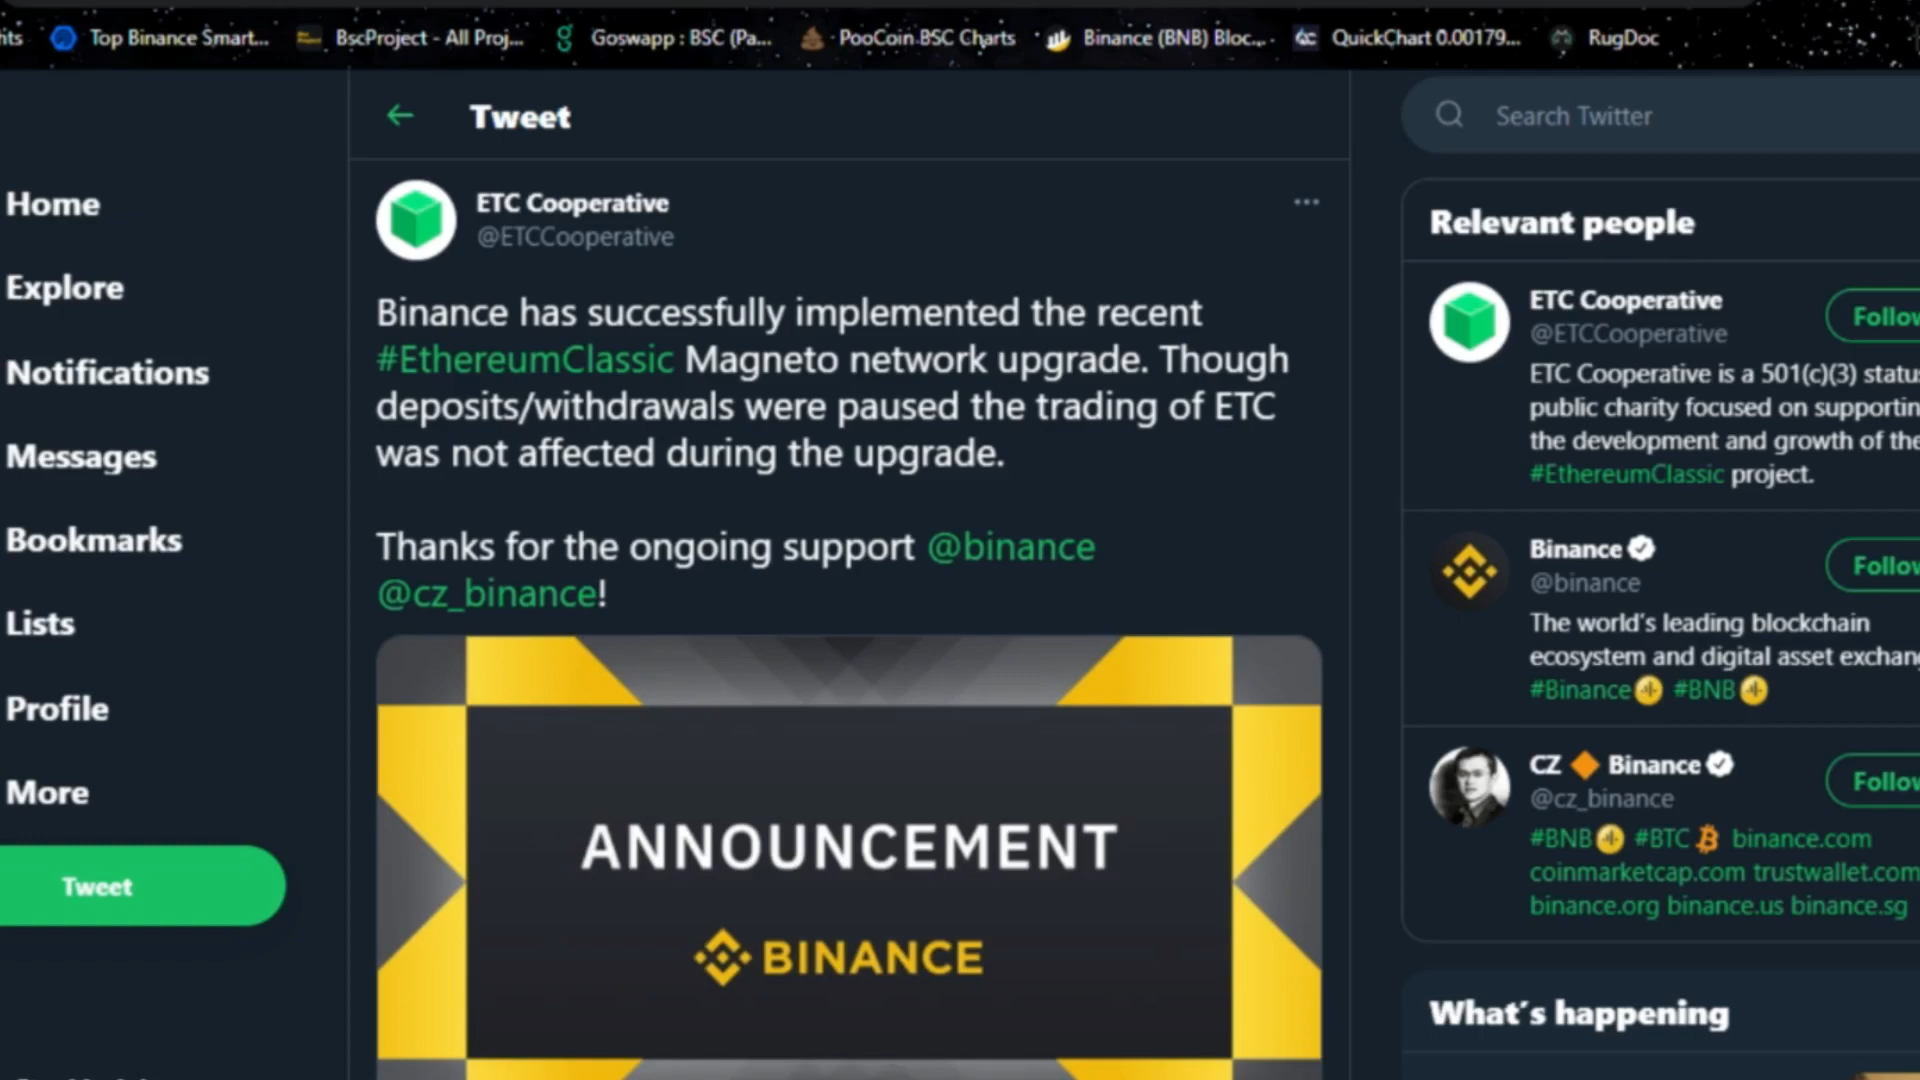 Top Binance Smart...
BscProject - All Proj...
Goswapp : BSC (Pa...
PooCoin BSC Charts
Binance (BNB) Bloc...
QuickChart 0.00179...
RugDoc
Tweet
Search Twitter
Home
Explore
Notifications
Messages
Bookmarks
Lists
Profile
More
Tweet
ETC Cooperative
@ETCCooperative
Binance has successfully implemented the recent
#EthereumClassic Magneto network upgrade. Though
deposits/withdrawals were paused the trading of ETC
was not affected during the upgrade.
Thanks for the ongoing support @binance
@cz_binance!
ANNOUNCEMENT
BINANCE
Relevant people
ETC Cooperative
@ETCCooperative
Follow
ETC Cooperative is a 501(c)(3) status
public charity focused on supportin
the development and growth of the
#EthereumClassic project.
Binance
@binance
Follow
The world's leading blockchain
ecosystem and digital asset exchang
#Binance #BNB
CZ Binance
@cz_binance
Follow
#BNB #BTC binance.com
coinmarketcap.com trustwallet.com
binance.org binance.us binance.sg
What's happening